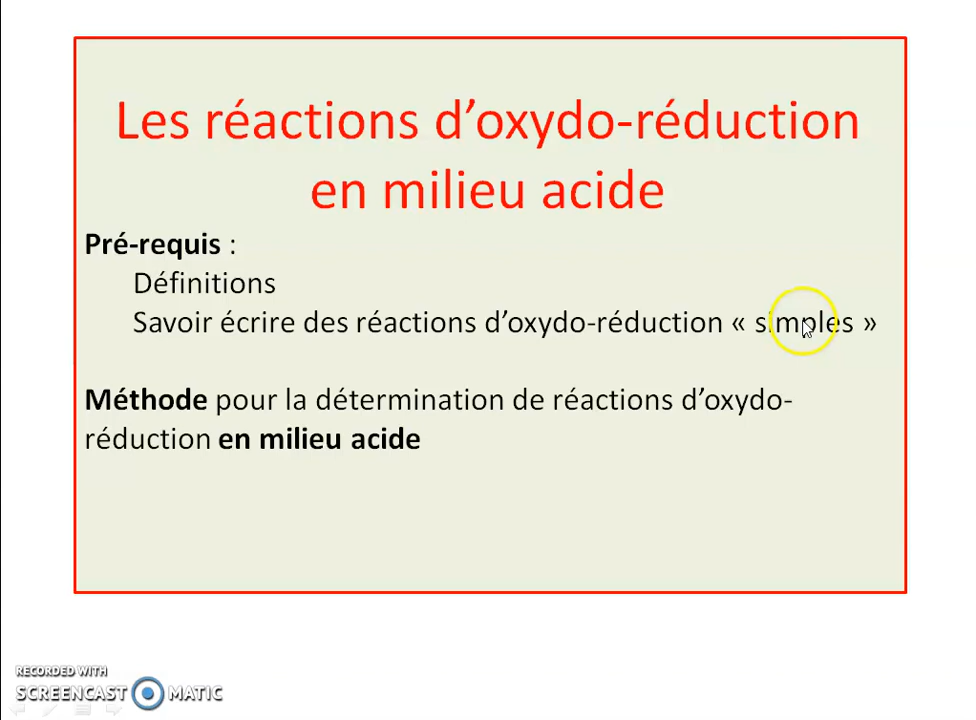 Les réactions d’oxydo-réduction
en milieu acide
Pré-requis :
Définitions
Savoir écrire des réactions d’oxydo-réduction « simples »
Méthode pour la détermination de réactions d’oxydo-
réduction en milieu acide
RECORDED WITH
SCREENCAST MATIC